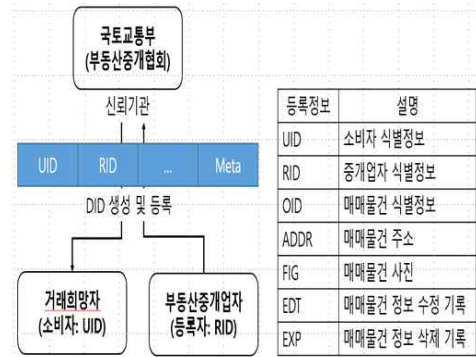 국토교통부
(부동산중개협회)
신뢰기관
UID RID ... Meta
DID 생성 및 등록
거래희망자
(소비자: UID)
부동산중개업자
(등록자: RID)
등록정보 설명
UID 소비자 식별정보
RID 중개업자 식별정보
OID 매매물건 식별정보
ADDR 매매물건 주소
FIG 매매물건 사진
EDT 매매물건 정보 수정 기록
EXP 매매물건 정보 삭제 기록